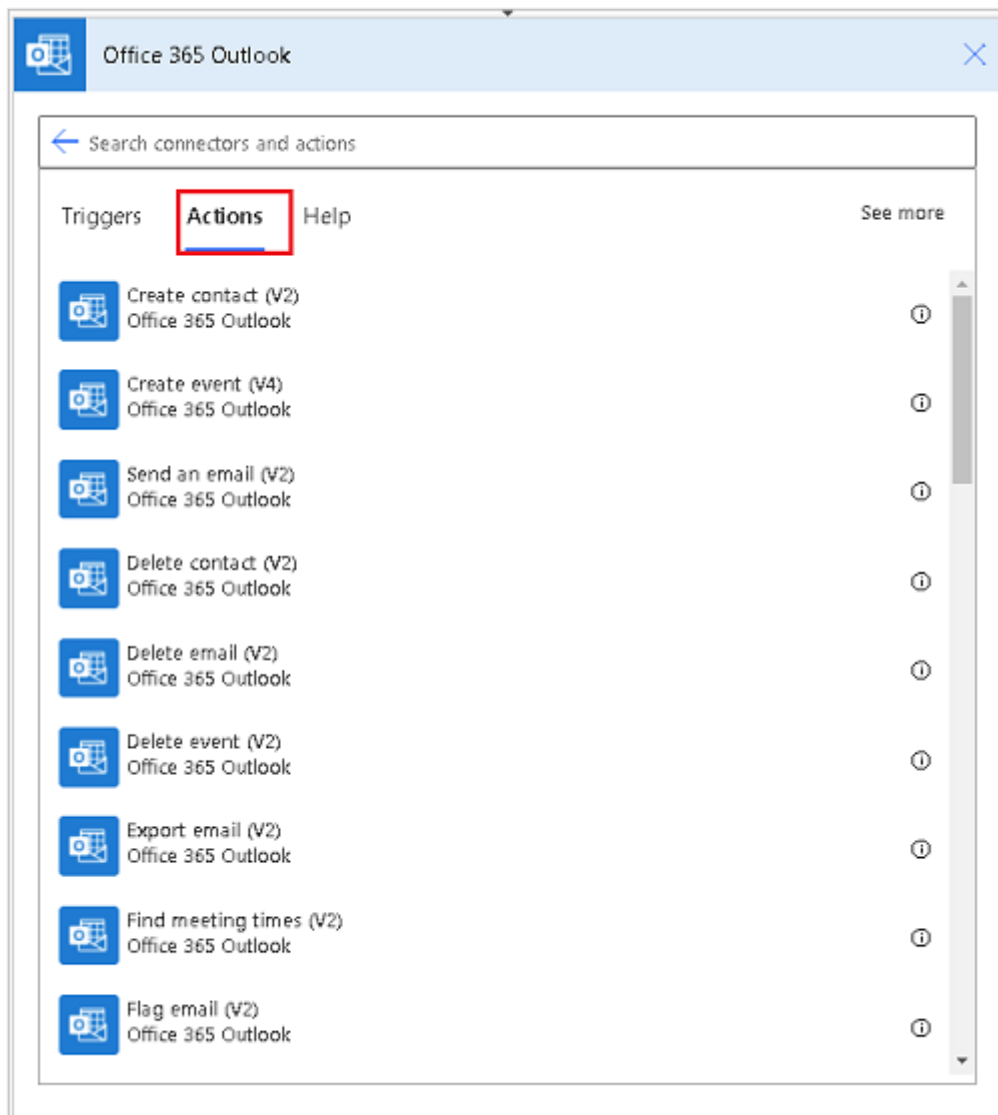 Office 365 Outlook
Search connectors and actions
Triggers Actions Help See more
Create contact (V2)
Office 365 Outlook
Create event (V4)
Office 365 Outlook
Send an email (V2)
Office 365 Outlook
Delete contact (V2)
Office 365 Outlook
Delete email (V2)
Office 365 Outlook
Delete event (V2)
Office 365 Outlook
Export email (V2)
Office 365 Outlook
Find meeting times (V2)
Office 365 Outlook
Flag email (V2)
Office 365 Outlook